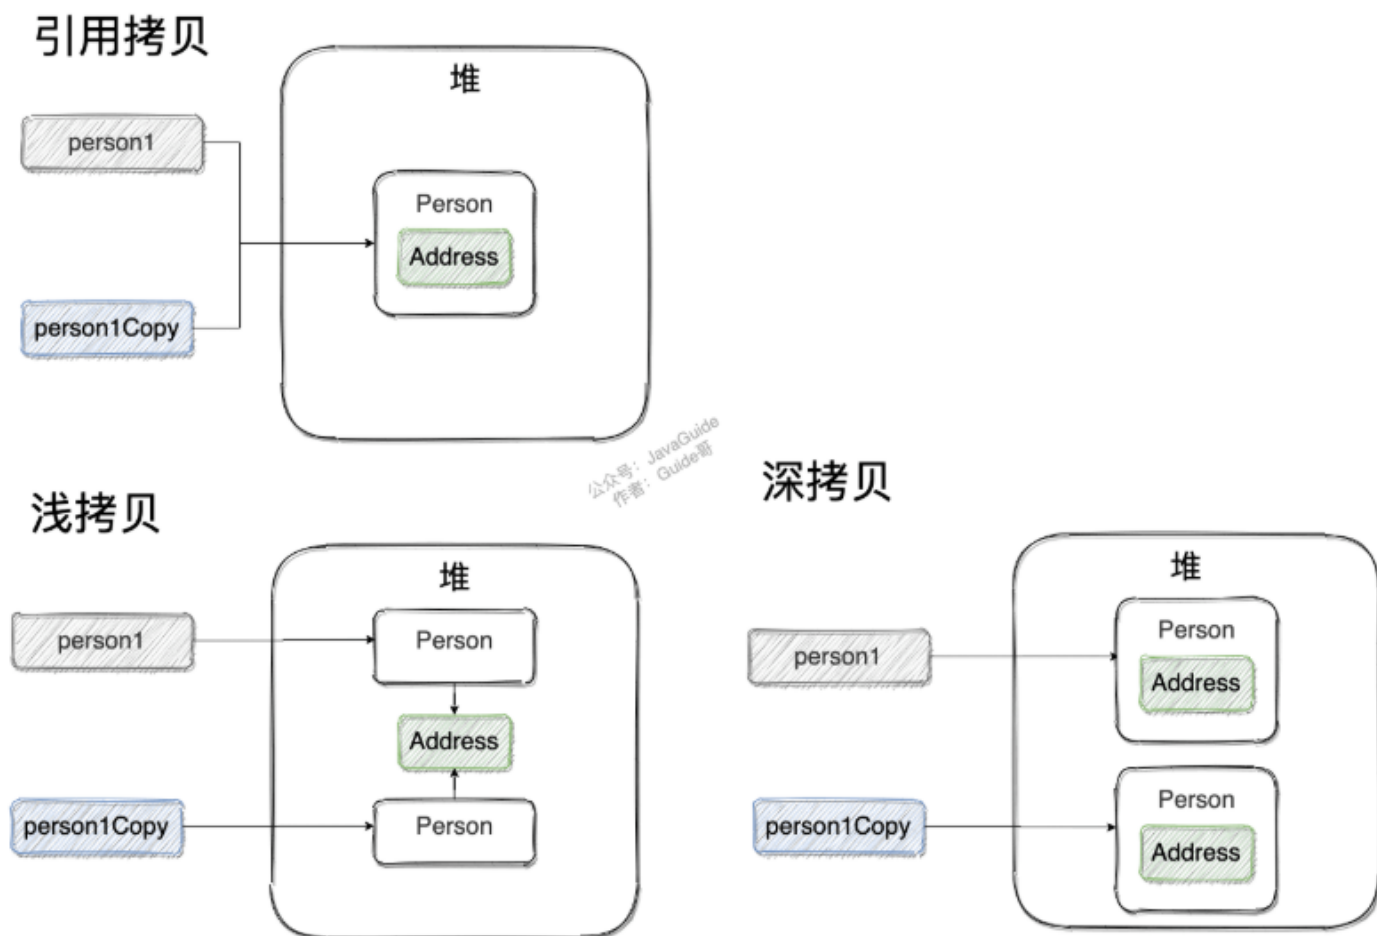 引用拷贝
堆
person1
Person
Address
person1Copy
公众号：JavaGuide
作者：Guide哥
浅拷贝
堆
person1
Person
Address
person1Copy
Person
深拷贝
堆
person1
Person
Address
person1Copy
Person
Address